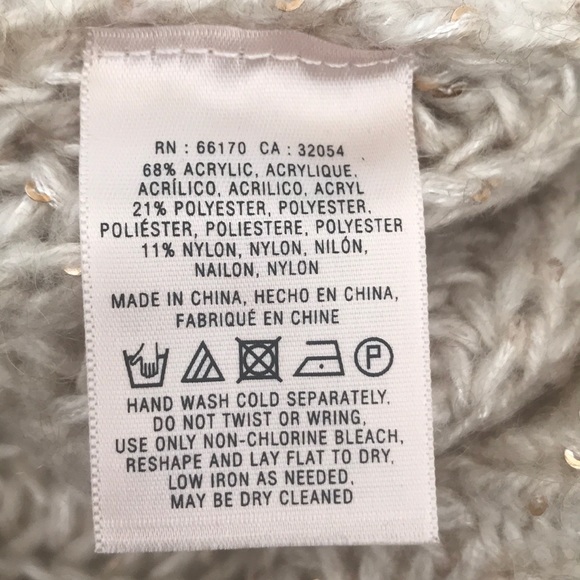 RN : 66170 CA : 32054
68% ACRYLIC, ACRYLIQUE,
ACRÍLICO, ACRILICO, ACRYL
21% POLYESTER, POLYESTER,
POLIÉSTER, POLIESTERE, POLYESTER
11% NYLON, NYLON, NILÓN,
NAILON, NYLON
MADE IN CHINA, HECHO EN CHINA,
FABRIQUÉ EN CHINE
P
HAND WASH COLD SEPARATELY.
DO NOT TWIST OR WRING,
USE ONLY NON-CHLORINE BLEACH,
RESHAPE AND LAY FLAT TO DRY.
LOW IRON AS NEEDED,
MAY BE DRY CLEANED